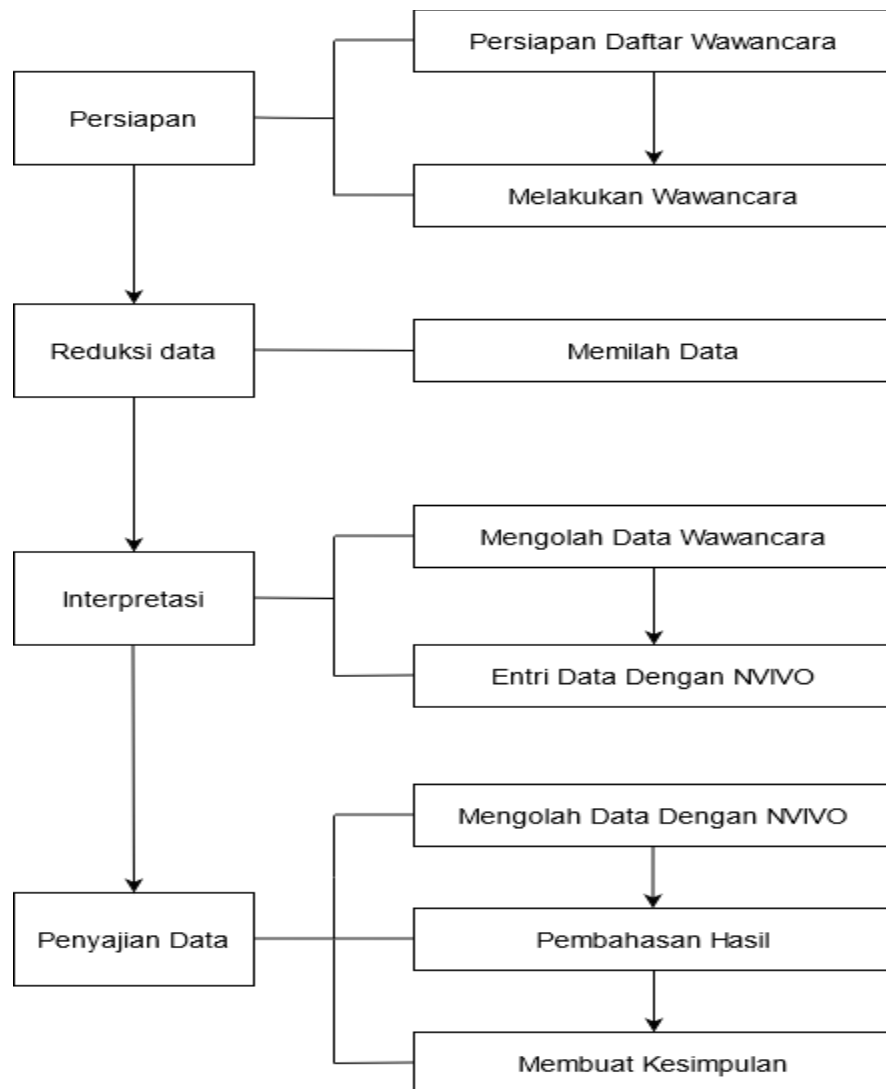 Persiapan Daftar Wawancara
Persiapan
Melakukan Wawancara
Reduksi data
Memilah Data
Mengolah Data Wawancara
Interpretasi
Entri Data Dengan NVIVO
Mengolah Data Dengan NVIVO
Penyajian Data
Pembahasan Hasil
Membuat Kesimpulan